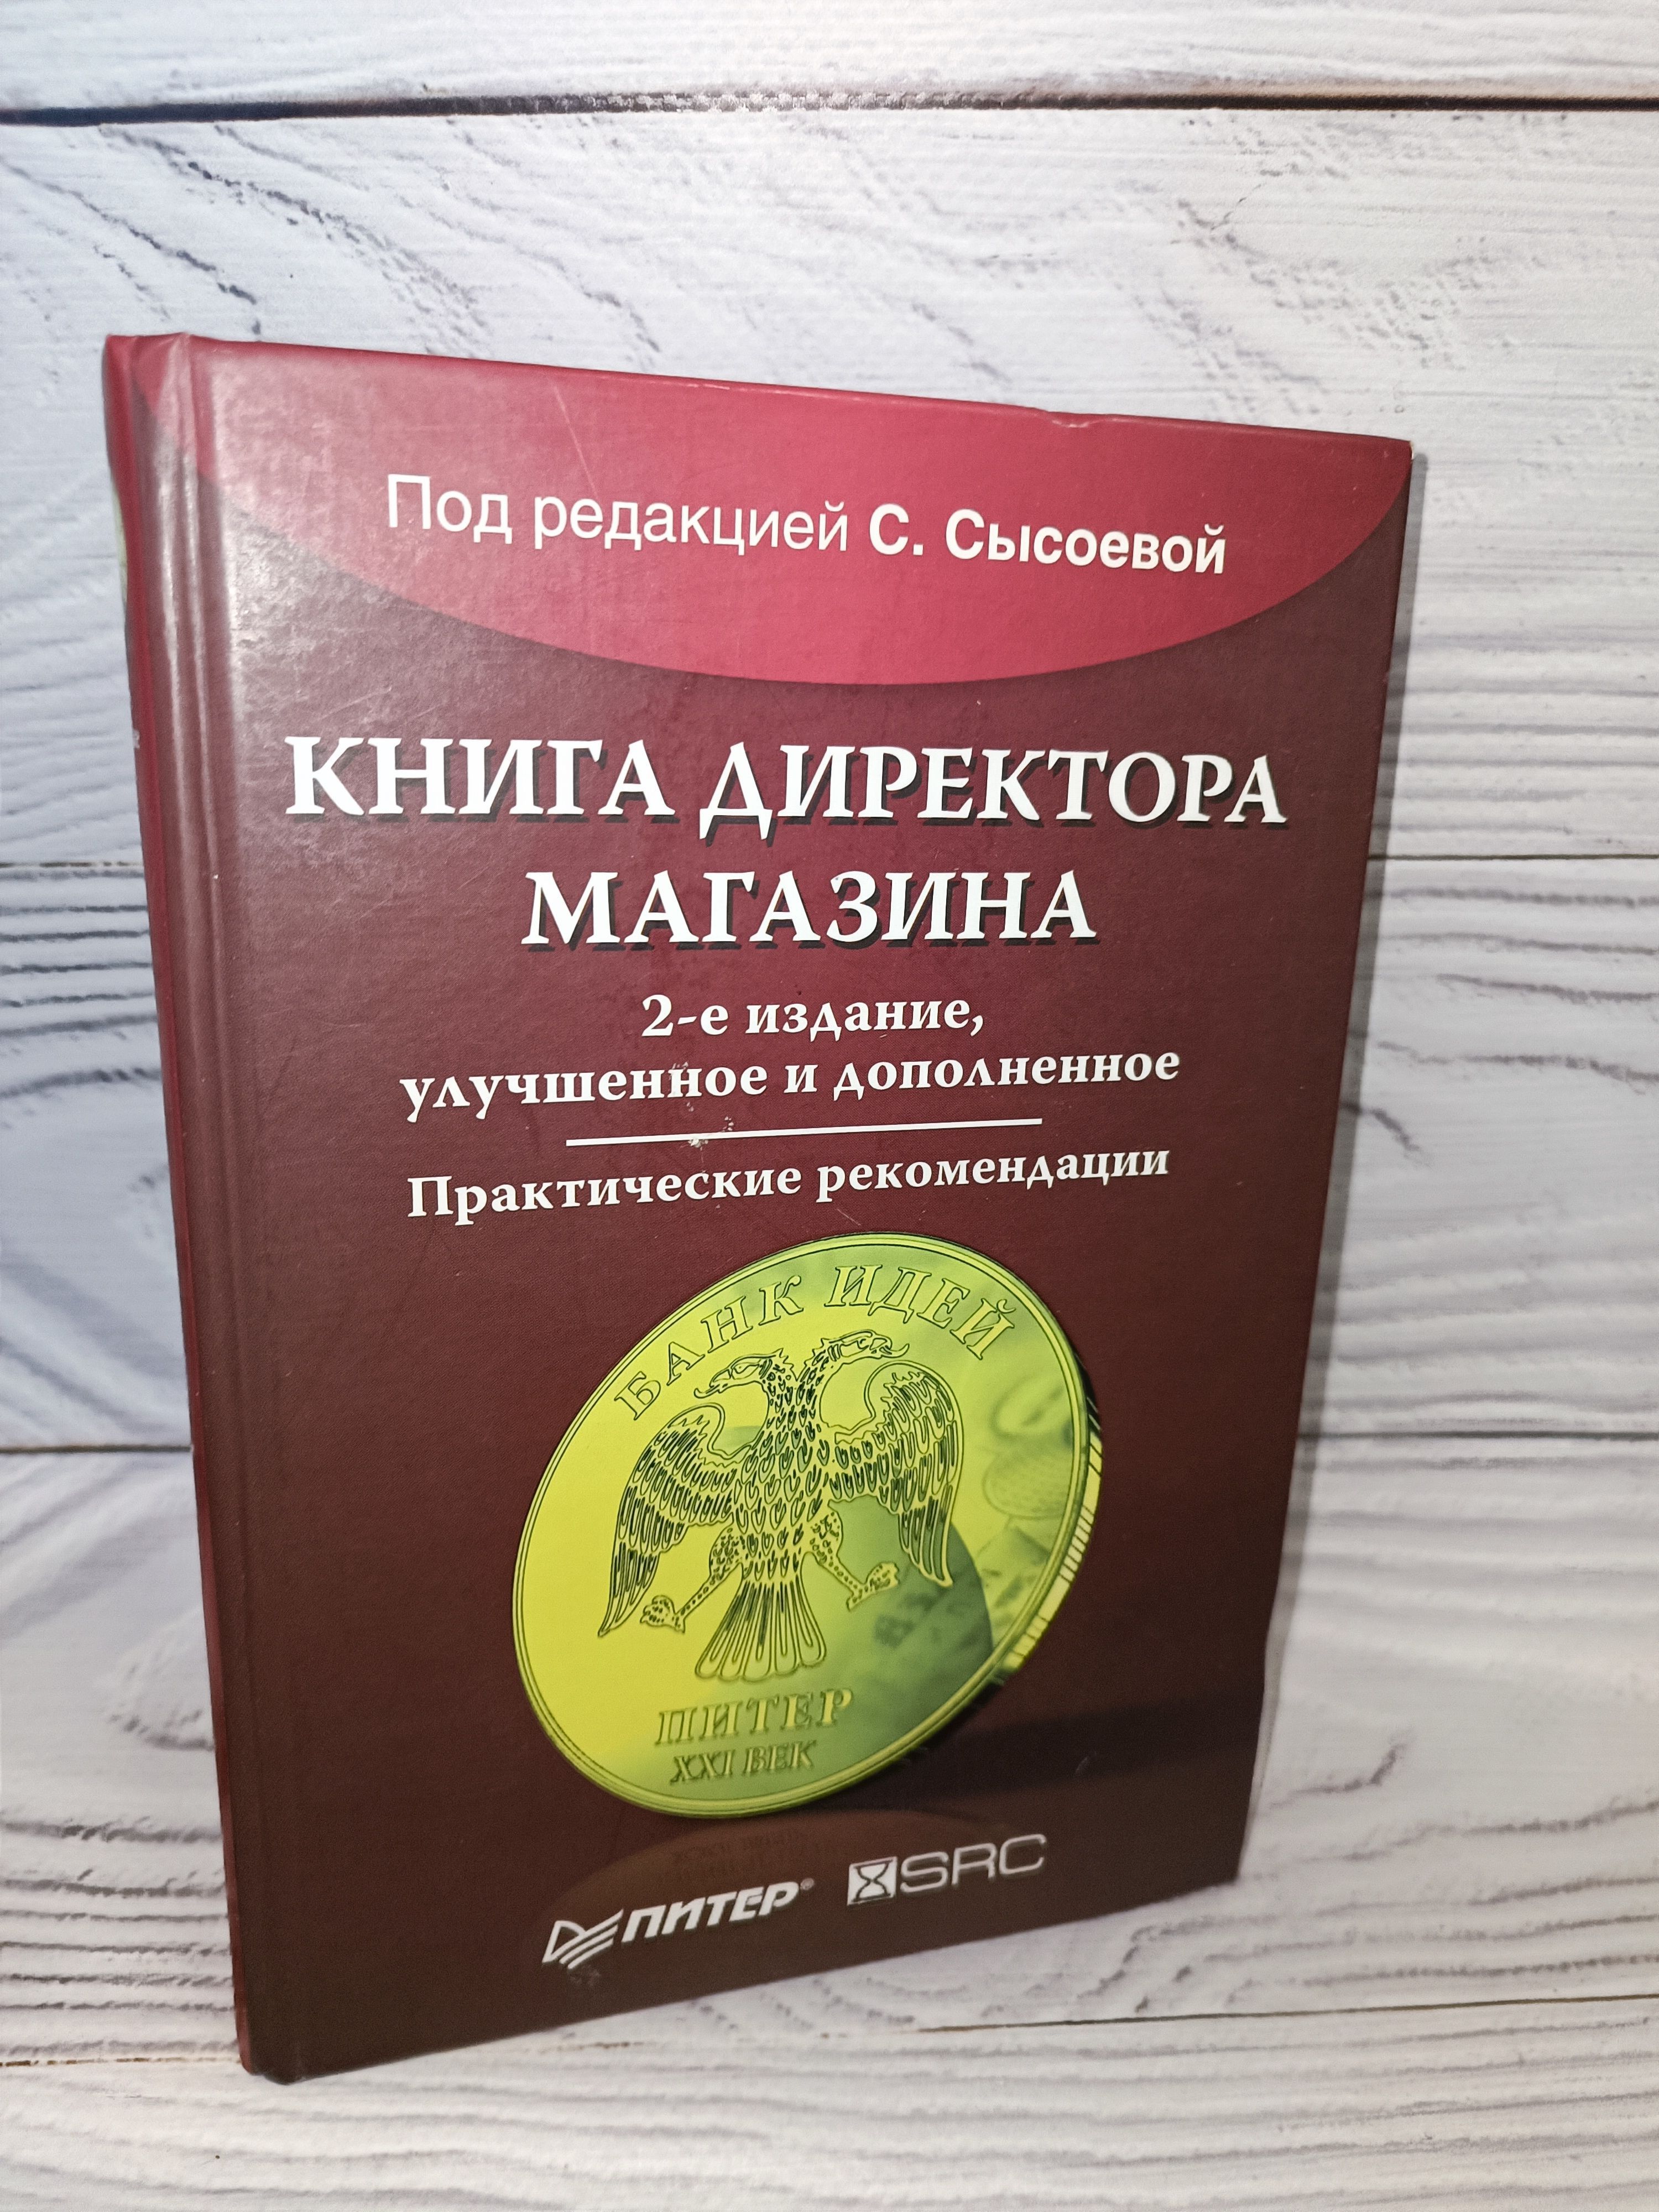 Под редакцией С. Сысоевой
КНИГА ДИРЕКТОРА
МАГАЗИНА
2-е издание,
улучшенное и дополненное
Практические рекомендации
БАНК ИДЕЙ
ПИТЕР
XXI ВЕК
ПИТЕР®
SRC